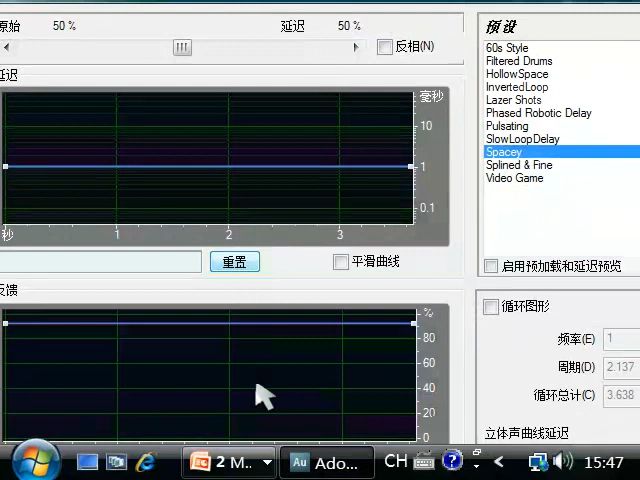 原始 50 % 延迟 50 %
反相(N)
延迟
毫秒
10
1
0.1
秒 1 2 3
重置 平滑曲线
反馈
%
80
60
40
20
0
预设
60s Style
Filtered Drums
HollowSpace
InvertedLoop
Lazer Shots
Phased Robotic Delay
Pulsating
SlowLoopDelay
Spacey
Splined & Fine
Video Game
启用预加载和延迟预览
循环图形
频率(E) 1
周期(D) 2.137
循环总计(C) 3.638
立体声曲线延迟
2 M... Au Ado... CH ? 15:47